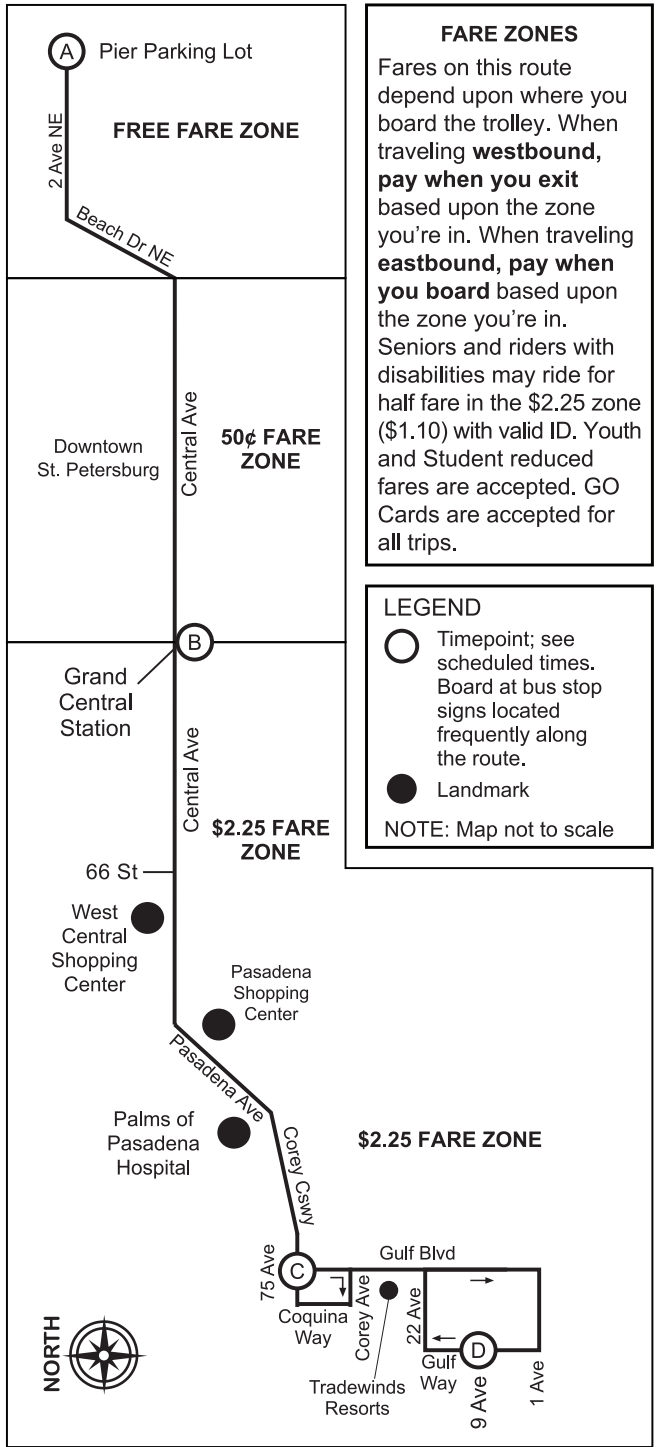 A Pier Parking Lot
FREE FARE ZONE
2 Ave NE
Beach Dr NE
Downtown
St. Petersburg
Central Ave
50¢ FARE
ZONE
B
Grand
Central
Station
Central Ave
$2.25 FARE
ZONE
66 St
West
Central
Shopping
Center
Pasadena
Shopping
Center
Pasadena Ave
Palms of
Pasadena
Hospital
Corey Cswy
$2.25 FARE ZONE
75 Ave
C
Gulf Blvd
Coquina
Way
Corey Ave
22 Ave
Gulf
Way
D
9 Ave
1 Ave
Tradewinds
Resorts
NORTH
FARE ZONES
Fares on this route
depend upon where you
board the trolley. When
traveling westbound,
pay when you exit
based upon the zone
you're in. When traveling
eastbound, pay when
you board based upon
the zone you're in.
Seniors and riders with
disabilities may ride for
half fare in the $2.25 zone
($1.10) with valid ID. Youth
and Student reduced
fares are accepted. GO
Cards are accepted for
all trips.
LEGEND
Timepoint; see
scheduled times.
Board at bus stop
signs located
frequently along
the route.
Landmark
NOTE: Map not to scale